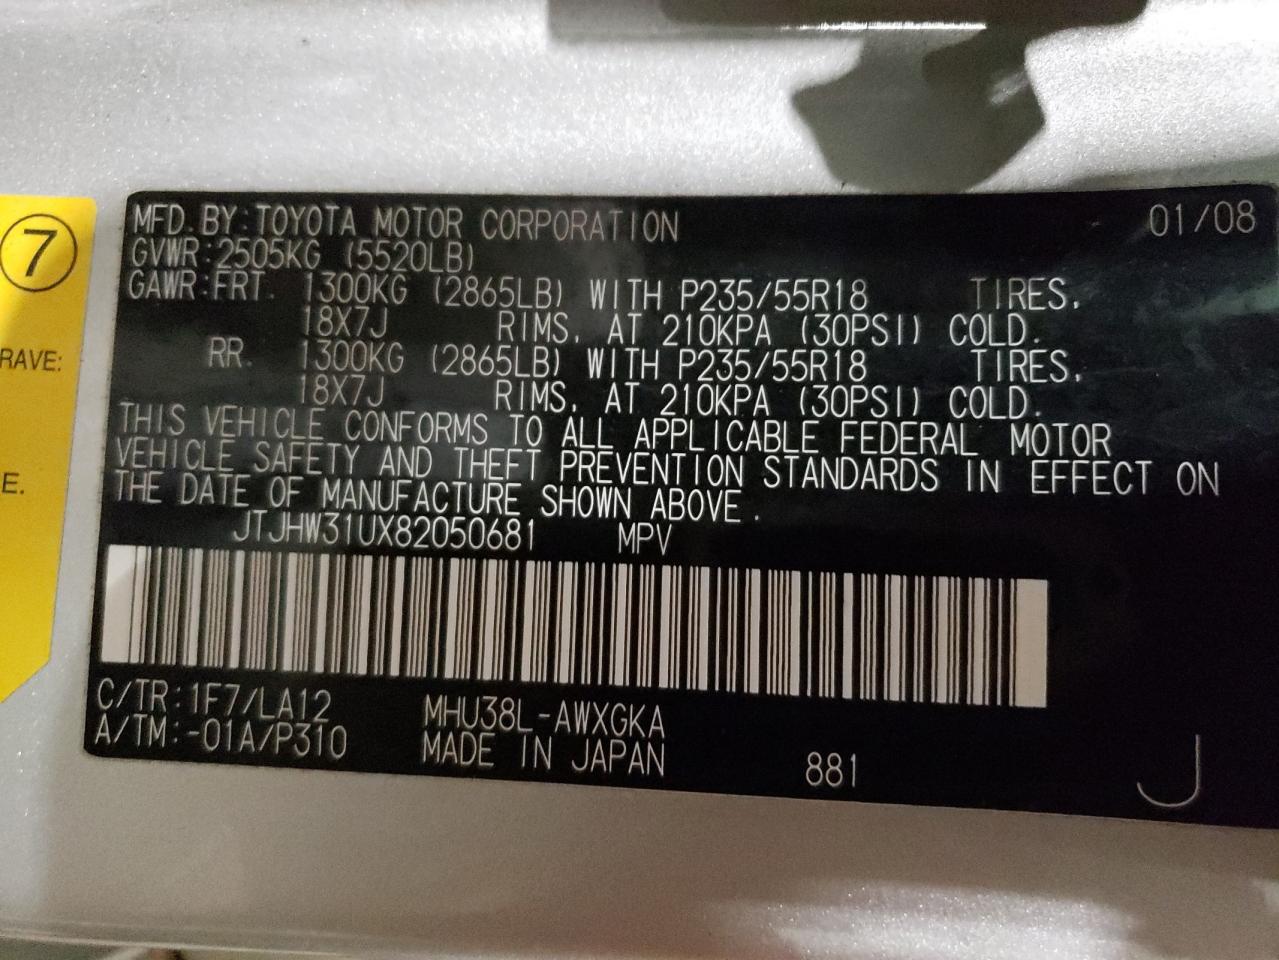 7
RAVE:
E.
MFD. BY: TOYOTA MOTOR CORPORATION 01/08
GVWR: 2505KG (5520LB)
GAWR: FRT. 1300KG (2865LB) WITH P235/55R18 TIRES,
18X7J RIMS, AT 210KPA (30PSI) COLD.
RR. 1300KG (2865LB) WITH P235/55R18 TIRES,
18X7J RIMS, AT 210KPA (30PSI) COLD.
THIS VEHICLE CONFORMS TO ALL APPLICABLE FEDERAL MOTOR
VEHICLE SAFETY AND THEFT PREVENTION STANDARDS IN EFFECT ON
THE DATE OF MANUFACTURE SHOWN ABOVE.
JTJHW31UX82050681 MPV
C/TR: 1F7/LA12 MHU38L-AWXGKA
A/TM: -01A/P310 MADE IN JAPAN 881 J